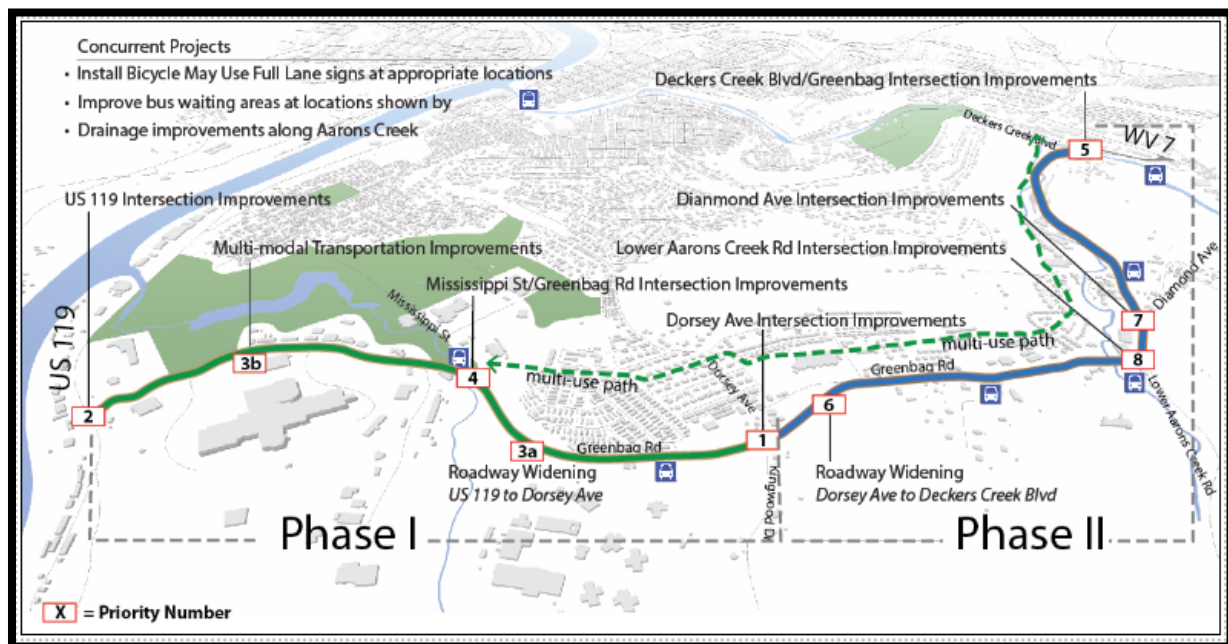 Concurrent Projects
• Install Bicycle May Use Full Lane signs at appropriate locations
• Improve bus waiting areas at locations shown by
• Drainage improvements along Aarons Creek
Deckers Creek Blvd/Greenbag Intersection Improvements
Deckers Creek Blvd
5
WV 7
US 119 Intersection Improvements
Dianmond Ave Intersection Improvements
Multi-modal Transportation Improvements
Lower Aarons Creek Rd Intersection Improvements
Mississippi St/Greenbag Rd Intersection Improvements
Mississippi St.
Diamond Ave
Dorsey Ave Intersection Improvements
7
US 119
3b
multi-use path
8
4
multi-use path
Greenbag Rd
Dorsey Ave
Lower Aarons Creek Rd
2
6
1
3a
Greenbag Rd
Roadway Widening
US 119 to Dorsey Ave
Roadway Widening
Dorsey Ave to Deckers Creek Blvd
Kingwood
Phase I
Phase II
X = Priority Number